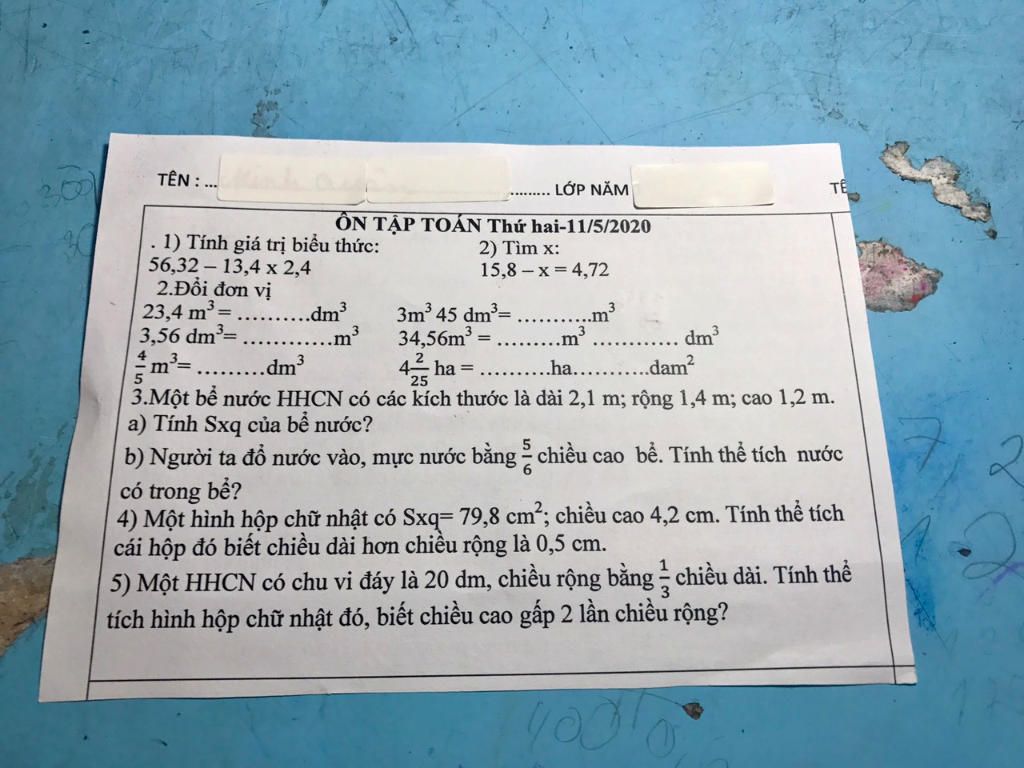 TÊN : ... ......... LỚP NĂM TÊ
ÔN TẬP TOÁN Thứ hai-11/5/2020
. 1) Tính giá trị biểu thức: 2) Tìm x:
56,32 – 13,4 x 2,4 15,8 – x = 4,72
2.Đổi đơn vị
23,4 m³ = ..........dm³ 3m³ 45 dm³= ...........m³
3,56 dm³= ............m³ 34,56m³ = .........m³ ............ dm³
4/5 m³= .........dm³ 4 2/25 ha = ..........ha...........dam²
3.Một bể nước HHCN có các kích thước là dài 2,1 m; rộng 1,4 m; cao 1,2 m.
a) Tính Sxq của bể nước?
b) Người ta đổ nước vào, mực nước bằng 5/6 chiều cao bể. Tính thể tích nước
có trong bể?
4) Một hình hộp chữ nhật có Sxq= 79,8 cm²; chiều cao 4,2 cm. Tính thể tích
cái hộp đó biết chiều dài hơn chiều rộng là 0,5 cm.
5) Một HHCN có chu vi đáy là 20 dm, chiều rộng bằng 1/3 chiều dài. Tính thể
tích hình hộp chữ nhật đó, biết chiều cao gấp 2 lần chiều rộng?